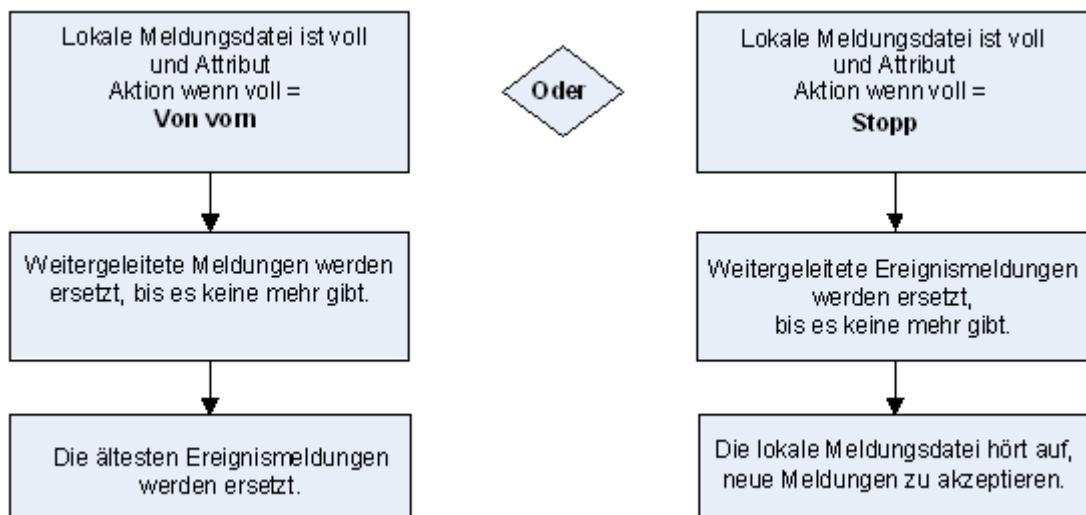 Lokale Meldungsdatei ist voll
und Attribut
Aktion wenn voll =
Von vorn
Oder
Lokale Meldungsdatei ist voll
und Attribut
Aktion wenn voll =
Stopp
Weitergeleitete Meldungen werden
ersetzt, bis es keine mehr gibt.
Weitergeleitete Ereignismeldungen
werden ersetzt,
bis es keine mehr gibt.
Die ältesten Ereignismeldungen
werden ersetzt.
Die lokale Meldungsdatei hört auf,
neue Meldungen zu akzeptieren.